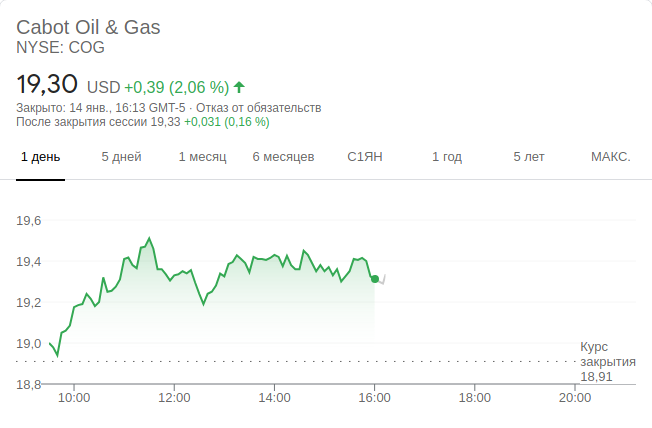 Cabot Oil & Gas
NYSE: COG
19,30 USD +0,39 (2,06 %)
Закрыто: 14 янв., 16:13 GMT-5 · Отказ от обязательств
После закрытия сессии 19,33 +0,031 (0,16 %)
1 день 5 дней 1 месяц 6 месяцев С1ЯН 1 год 5 лет МАКС.
19,6
19,4
19,2
19,0
Курс
закрытия
18,91
18,8
10:00 12:00 14:00 16:00 18:00 20:00